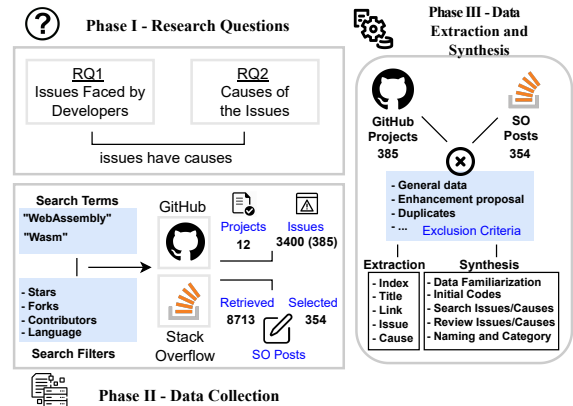 ?
Phase I - Research Questions
RQ1
Issues Faced by
Developers
RQ2
Causes of
the Issues
issues have causes
Search Terms
"WebAssembly"
"Wasm"
- Stars
- Forks
- Contributors
- Language
Search Filters
GitHub
Stack
Overflow
Projects
12
Issues
3400 (385)
Retrieved
8713
Selected
354
SO Posts
Phase II - Data Collection
Phase III - Data
Extraction and
Synthesis
GitHub
Projects
385
SO
Posts
354
- General data
- Enhancement proposal
- Duplicates
- ...
Exclusion Criteria
Extraction
- Index
- Title
- Link
- Issue
- Cause
Synthesis
- Data Familiarization
- Initial Codes
- Search Issues/Causes
- Review Issues/Causes
- Naming and Category